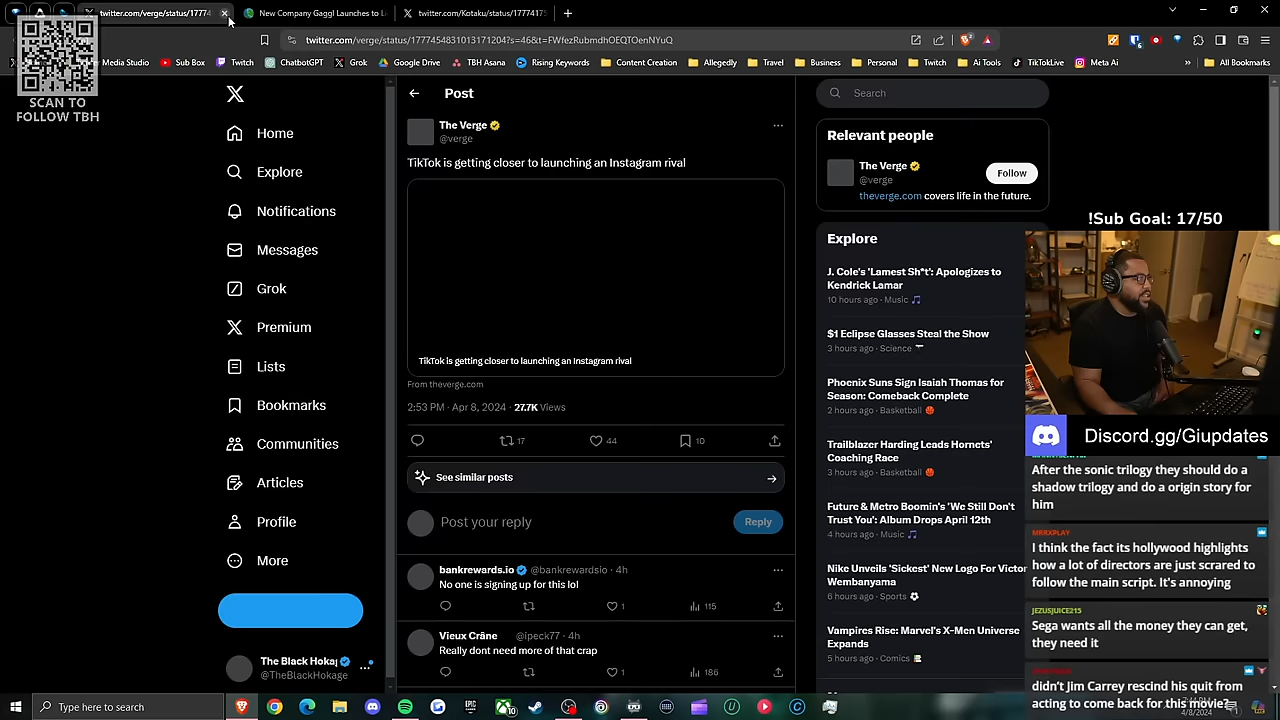 twitter.com/verge/status/17774
New Company Gagg! Launches to Li
twitter.com/Kotaku/status/1777417
twitter.com/verge/status/1777454831013171204?s=46&t=FWfezRubmdhOEQTOenNYuQ
Media Studio
Sub Box
Twitch
ChatbotGPT
Grok
Google Drive
TBH Asana
Rising Keywords
Content Creation
Allegedly
Travel
Business
Personal
Twitch
Ai Tools
TikTokLive
Meta Ai
All Bookmarks
SCAN TO
FOLLOW TBH
Home
Explore
Notifications
Messages
Grok
Premium
Lists
Bookmarks
Communities
Articles
Profile
More
The Black Hokag
@TheBlackHokage
Post
The Verge
@verge
TikTok is getting closer to launching an Instagram rival
TikTok is getting closer to launching an Instagram rival
From theverge.com
2:53 PM · Apr 8, 2024 · 27.7K Views
17
44
10
See similar posts
Post your reply
Reply
bankrewards.io @bankrewardsio · 4h
No one is signing up for this lol
1
115
Vieux Crâne @ipeck77 · 4h
Really dont need more of that crap
1
186
Search
Relevant people
The Verge
@verge
Follow
theverge.com covers life in the future.
Explore
J. Cole's 'Lamest Sh*t': Apologizes to
Kendrick Lamar
10 hours ago · Music
$1 Eclipse Glasses Steal the Show
3 hours ago · Science
Phoenix Suns Sign Isaiah Thomas for
Season: Comeback Complete
2 hours ago · Basketball
Trailblazer Harding Leads Hornets'
Coaching Race
3 hours ago · Basketball
Future & Metro Boomin's 'We Still Don't
Trust You': Album Drops April 12th
4 hours ago · Music
Nike Unveils 'Sickest' New Logo For Victor
Wembanyama
6 hours ago · Sports
Vampires Rise: Marvel's X-Men Universe
Expands
5 hours ago · Comics
!Sub Goal: 17/50
Discord.gg/Giupdates
After the sonic trilogy they should do a
shadow trilogy and do a origin story for
him
MRRXPLAY
I think the fact its hollywood highlights
how a lot of directors are just scrared to
follow the main script. It's annoying
JEZUSJUICE215
Sega wants all the money they can get,
they need it
didn't Jim Carrey rescind his quit from
acting to come back for this movie?
Type here to search
4/8/2024